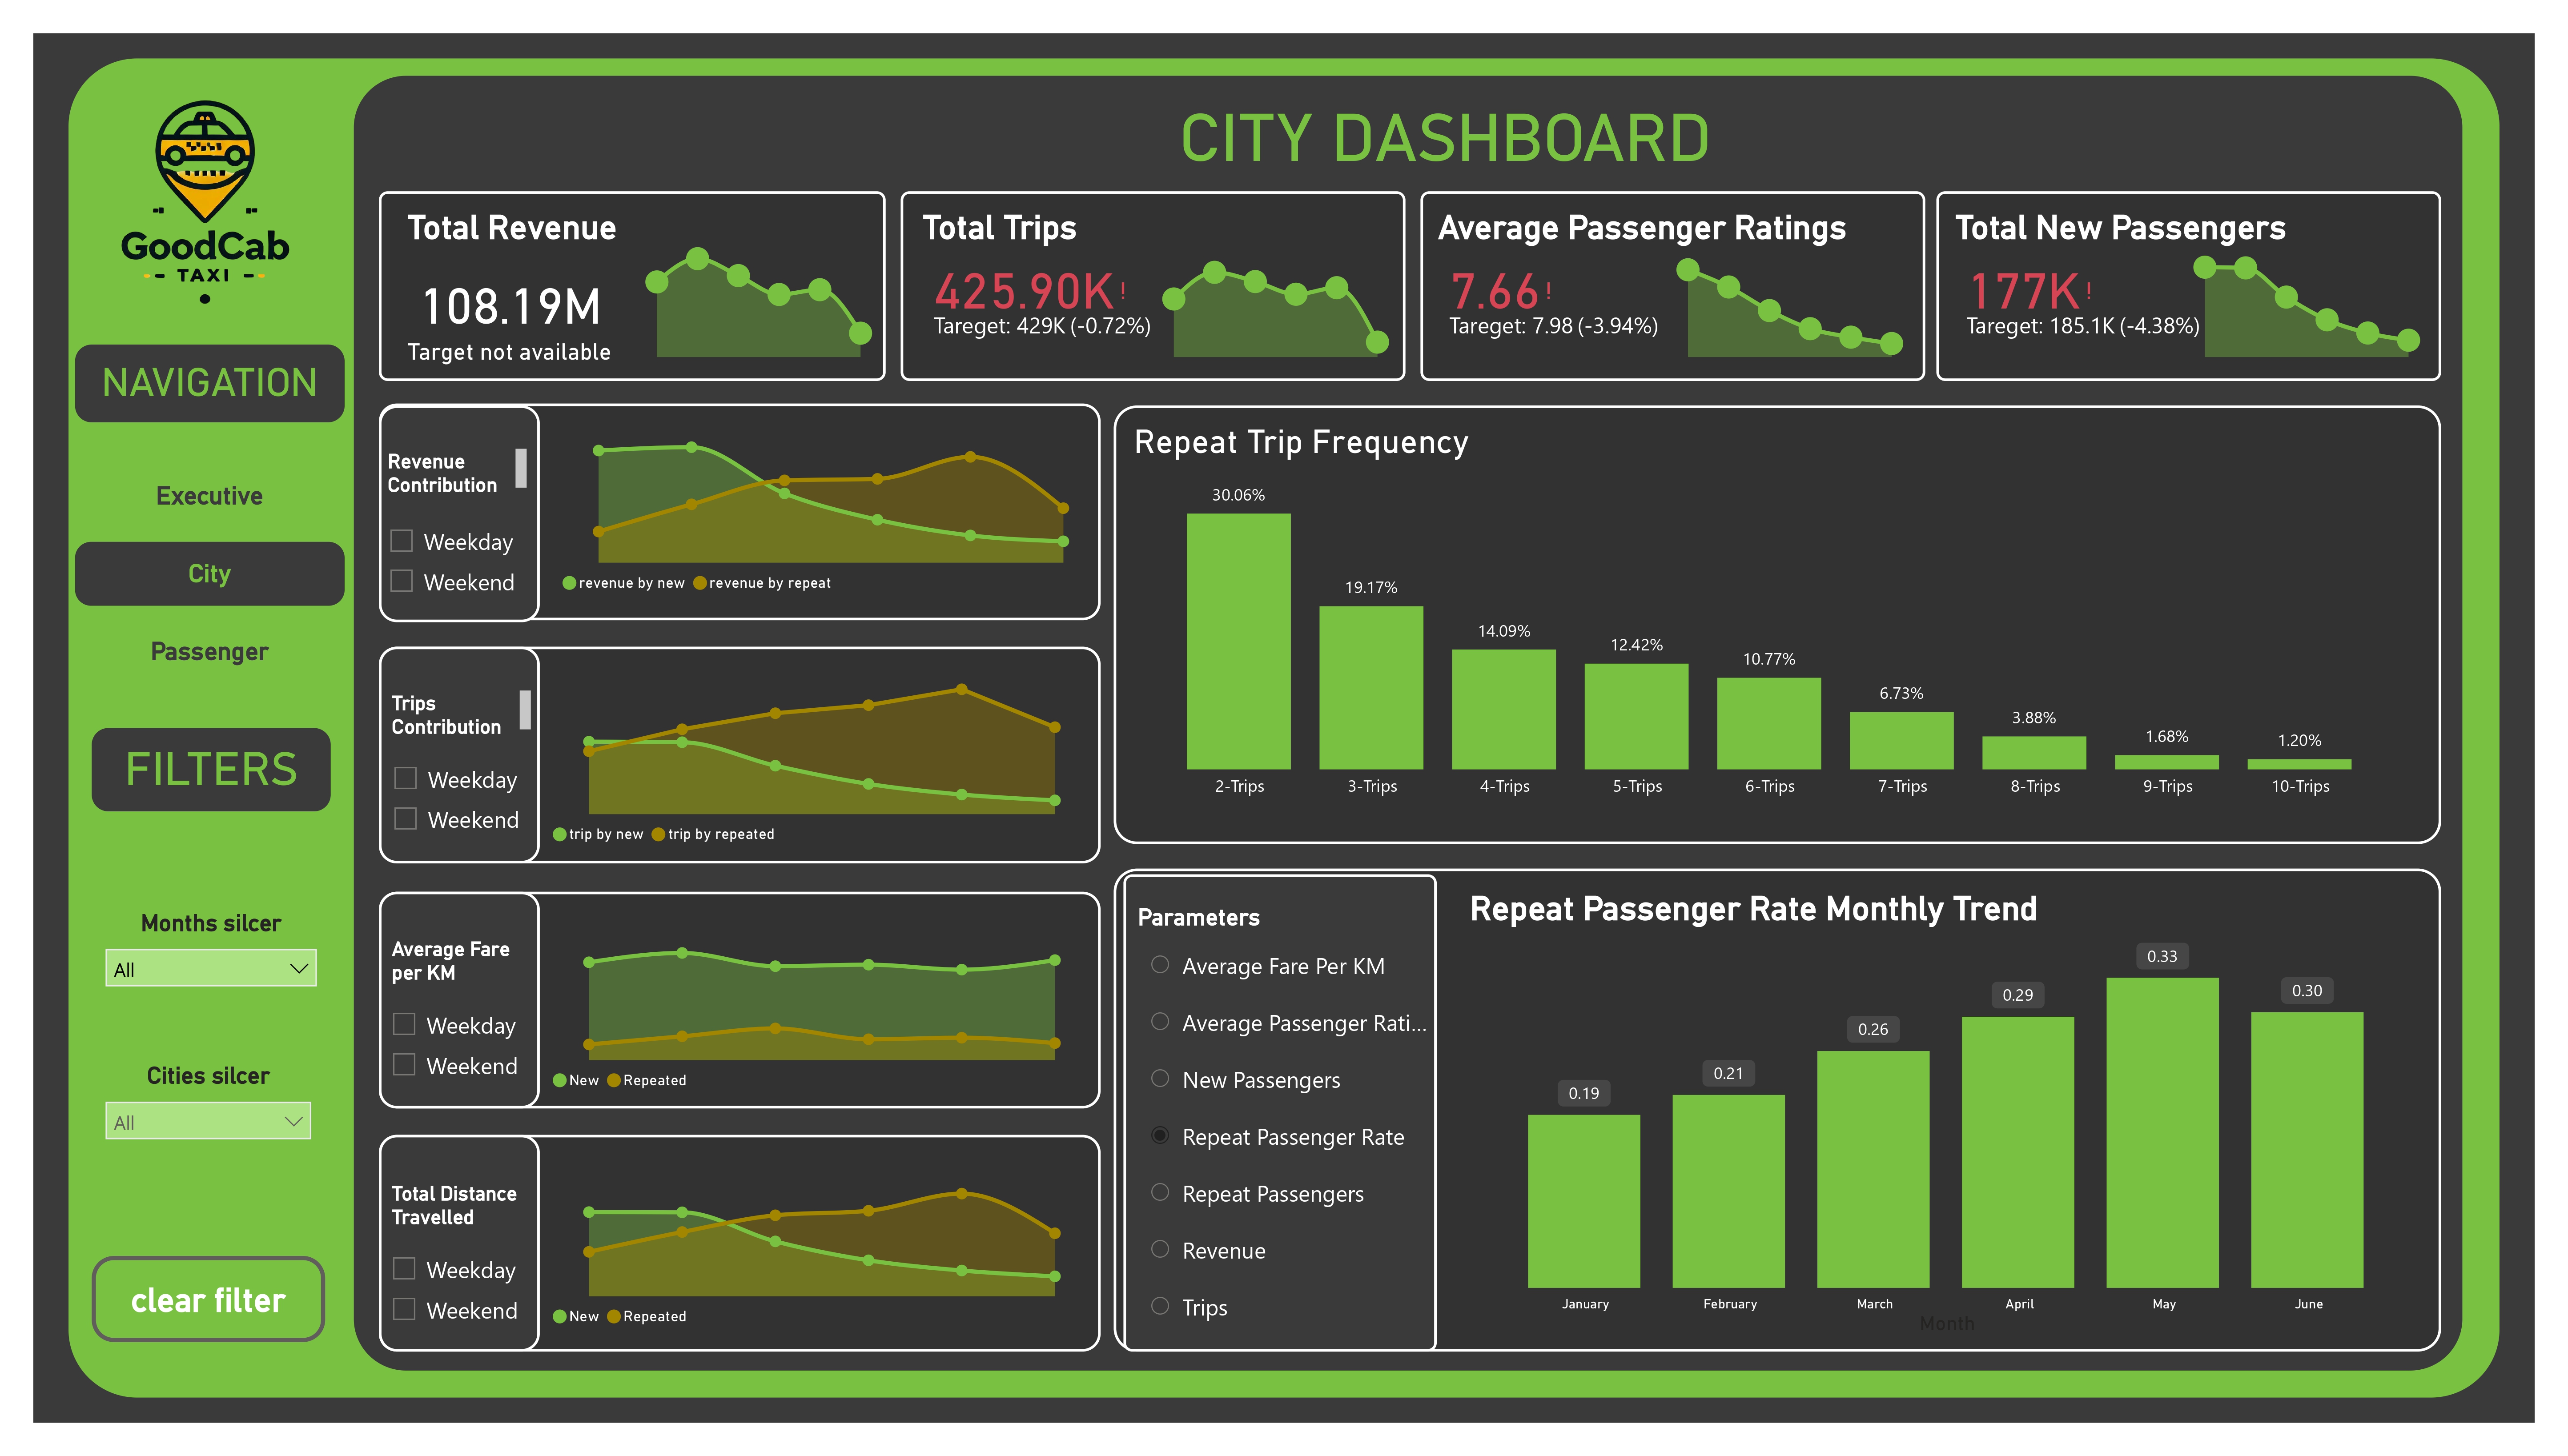 GoodCab
TAXI
NAVIGATION
Executive
City
Passenger
FILTERS
Months silcer
All
Cities silcer
All
clear filter
CITY DASHBOARD
Total Revenue
108.19M
Target not available
Total Trips
425.90K!
Tareget: 429K (-0.72%)
Average Passenger Ratings
7.66!
Tareget: 7.98 (-3.94%)
Total New Passengers
177K!
Tareget: 185.1K (-4.38%)
Revenue
Contribution
Weekday
Weekend
revenue by new revenue by repeat
Trips
Contribution
Weekday
Weekend
trip by new trip by repeated
Average Fare
per KM
Weekday
Weekend
New Repeated
Total Distance
Travelled
Weekday
Weekend
New Repeated
Repeat Trip Frequency
30.06%
19.17%
14.09%
12.42%
10.77%
6.73%
3.88%
1.68%
1.20%
2-Trips 3-Trips 4-Trips 5-Trips 6-Trips 7-Trips 8-Trips 9-Trips 10-Trips
Parameters
Average Fare Per KM
Average Passenger Rati...
New Passengers
Repeat Passenger Rate
Repeat Passengers
Revenue
Trips
Repeat Passenger Rate Monthly Trend
0.19
0.21
0.26
0.29
0.33
0.30
January February March April May June
Month